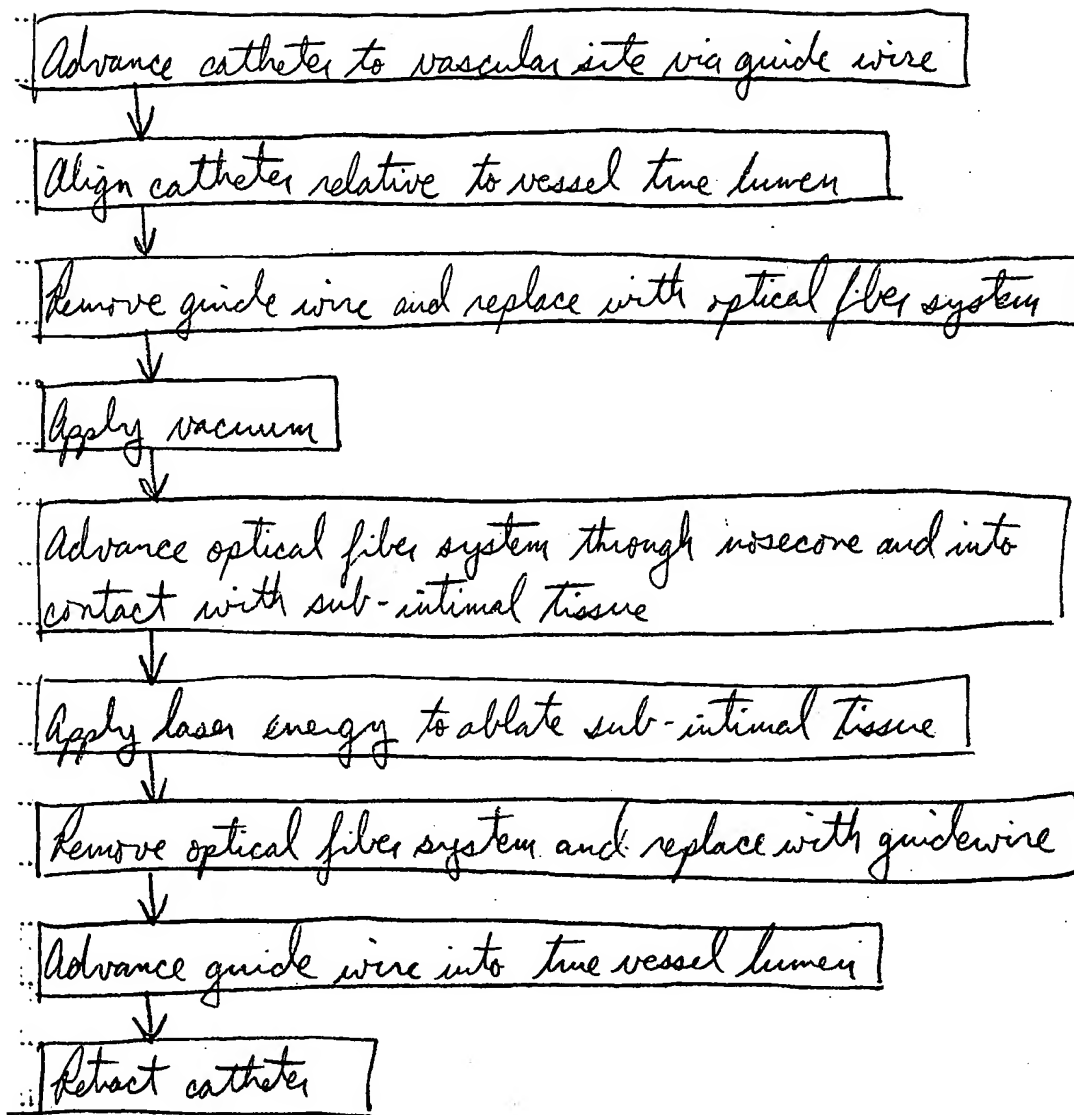 Advance catheter to vascular site via guide wire
Align catheter relative to vessel true lumen
Remove guide wire and replace with optical fiber system
Apply vacuum
Advance optical fiber system through nosecone and into
contact with sub-intimal tissue
Apply laser energy to ablate sub-intimal tissue
Remove optical fiber system and replace with guidewire
Advance guide wire into true vessel lumen
Retract catheter